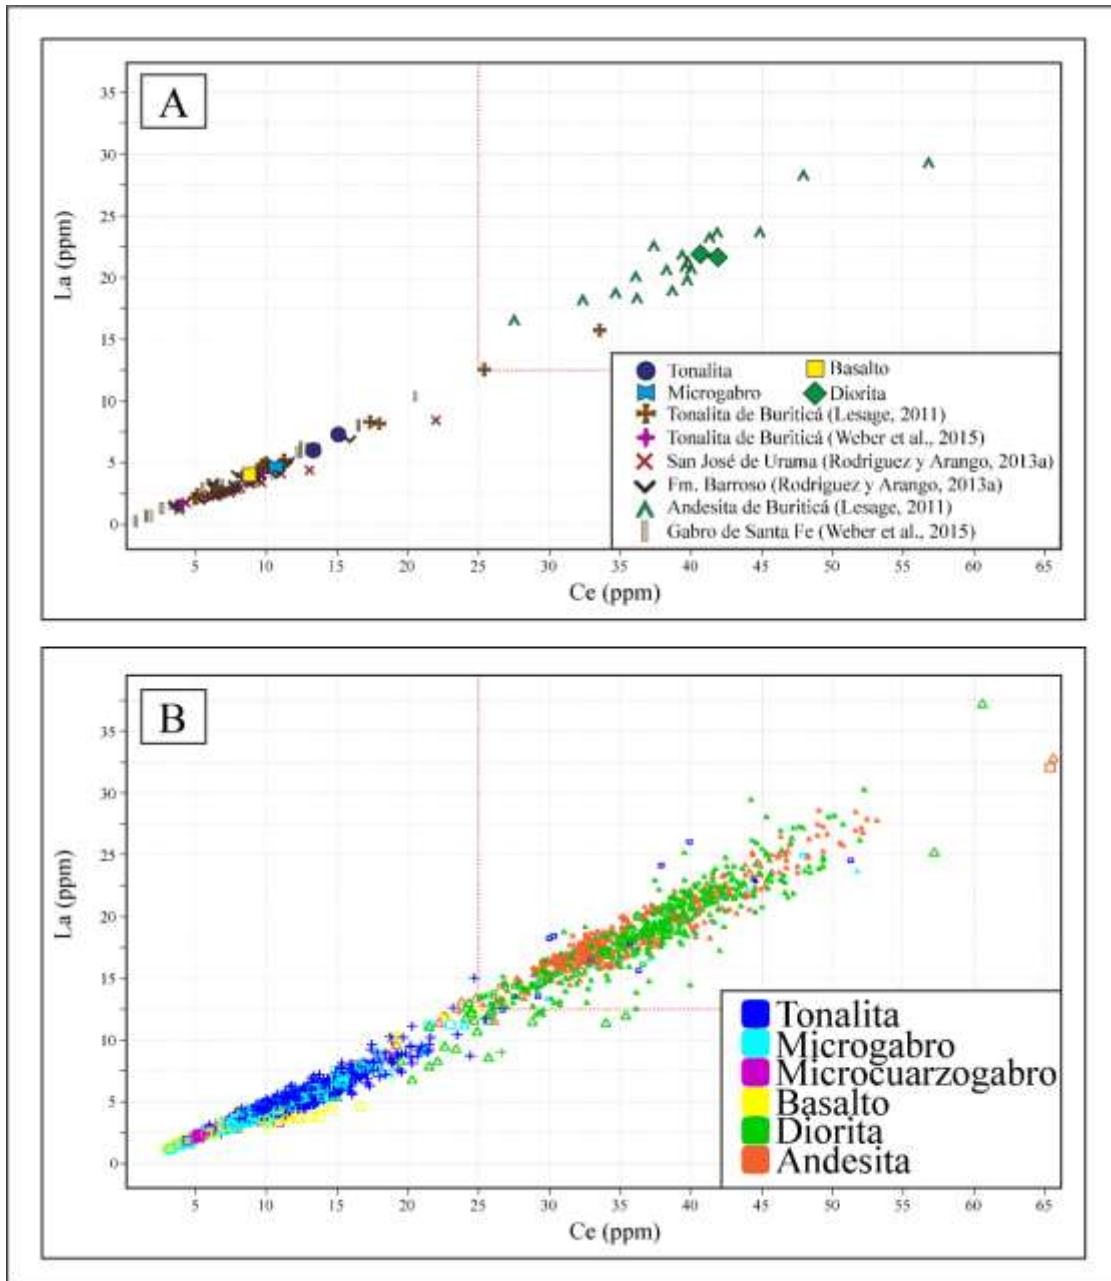 A
35
30
25
20
15
10
5
0
La (ppm)
Tonalita
Basalto
Microgabro
Diorita
Tonalita de Buriticá (Lesage, 2011)
Tonalita de Buriticá (Weber et al., 2015)
San José de Urama (Rodriguez y Arango, 2013a)
Fm. Barroso (Rodriguez y Arango, 2013a)
Andesita de Buriticá (Lesage, 2011)
Gabro de Santa Fe (Weber et al., 2015)
5 10 15 20 25 30 35 40 45 50 55 60 65
Ce (ppm)
B
35
30
25
20
15
10
5
0
La (ppm)
Tonalita
Microgabro
Microcuarzogabro
Basalto
Diorita
Andesita
5 10 15 20 25 30 35 40 45 50 55 60 65
Ce (ppm)